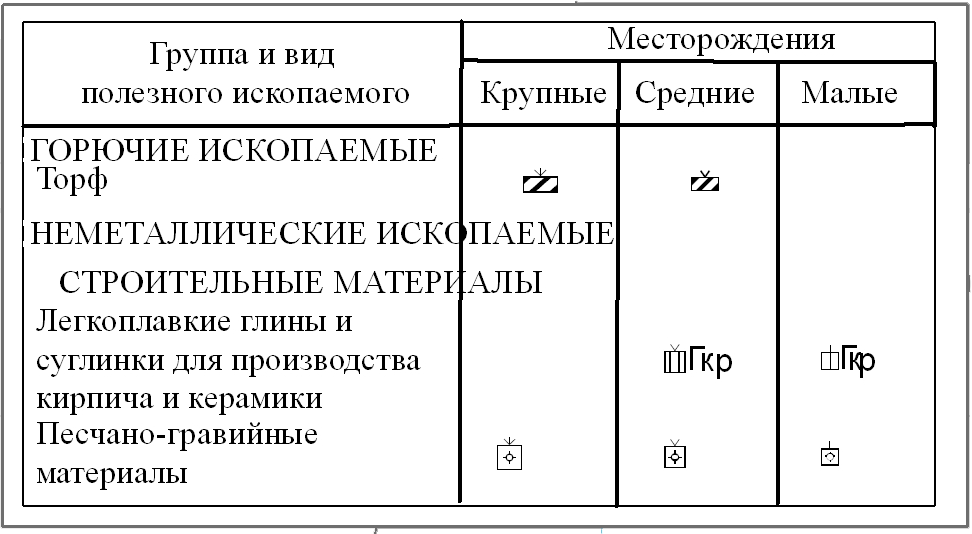 Группа и вид
полезного ископаемого
Месторождения
Крупные
Средние
Малые
ГОРЮЧИЕ ИСКОПАЕМЫЕ
Торф
НЕМЕТАЛЛИЧЕСКИЕ ИСКОПАЕМЫЕ
СТРОИТЕЛЬНЫЕ МАТЕРИАЛЫ
Легкоплавкие глины и
суглинки для производства
кирпича и керамики
Гкр
Гкр
Песчано-гравийные
материалы